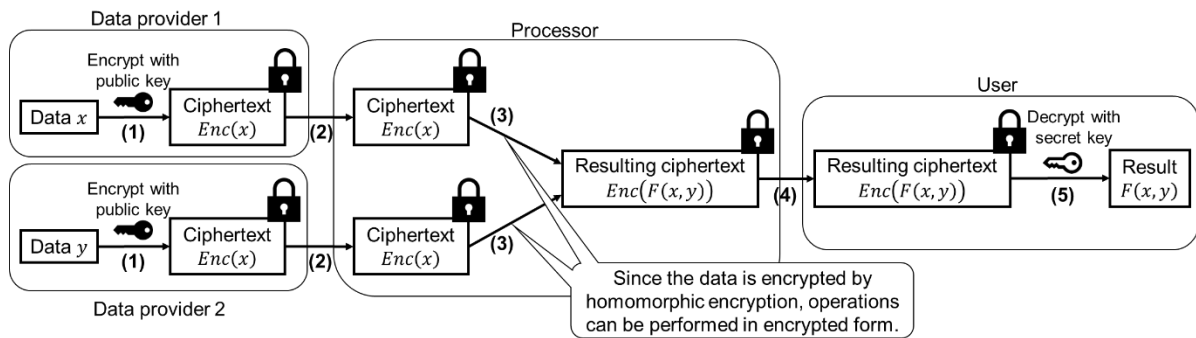 Data provider 1
Encrypt with
public key
Data x
(1)
Ciphertext
Enc(x)
(2)
Data provider 2
Encrypt with
public key
Data y
(1)
Ciphertext
Enc(x)
(2)
Processor
Ciphertext
Enc(x)
(3)
Ciphertext
Enc(x)
(3)
Resulting ciphertext
Enc(F(x, y))
Since the data is encrypted by
homomorphic encryption, operations
can be performed in encrypted form.
(4)
User
Resulting ciphertext
Enc(F(x, y))
Decrypt with
secret key
(5)
Result
F(x, y)